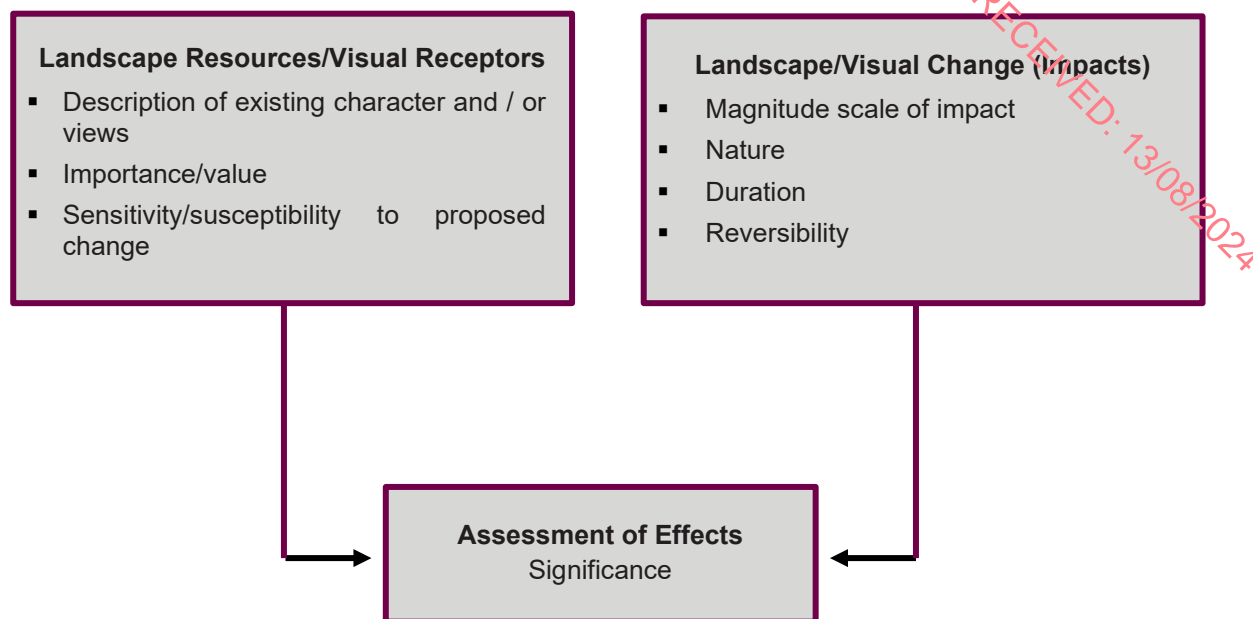 Landscape Resources/Visual Receptors
▪ Description of existing character and / or
views
▪ Importance/value
▪ Sensitivity/susceptibility to proposed
change
Landscape/Visual Change (Impacts)
▪ Magnitude scale of impact
▪ Nature
▪ Duration
▪ Reversibility
RECEIVED: 13/08/2024
Assessment of Effects
Significance